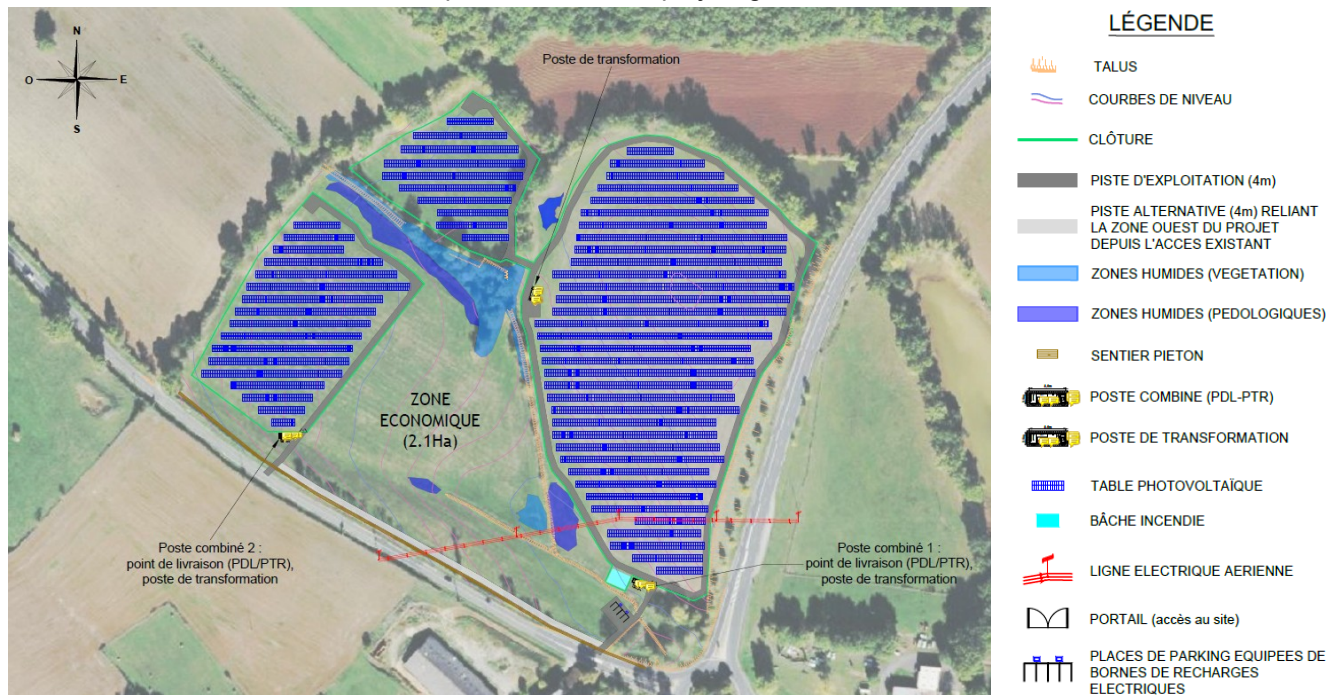 N
O
E
S
Poste de transformation
ZONE
ECONOMIQUE
(2.1Ha)
Poste combiné 2 :
point de livraison (PDL/PTR),
poste de transformation
Poste combiné 1 :
point de livraison (PDL/PTR),
poste de transformation
LÉGENDE
TALUS
COURBES DE NIVEAU
CLÔTURE
PISTE D'EXPLOITATION (4m)
PISTE ALTERNATIVE (4m) RELIANT
LA ZONE OUEST DU PROJET
DEPUIS L'ACCES EXISTANT
ZONES HUMIDES (VEGETATION)
ZONES HUMIDES (PEDOLOGIQUES)
SENTIER PIETON
POSTE COMBINE (PDL-PTR)
POSTE DE TRANSFORMATION
TABLE PHOTOVOLTAÏQUE
BÂCHE INCENDIE
LIGNE ELECTRIQUE AERIENNE
PORTAIL (accès au site)
PLACES DE PARKING EQUIPEES DE
BORNES DE RECHARGES
ELECTRIQUES